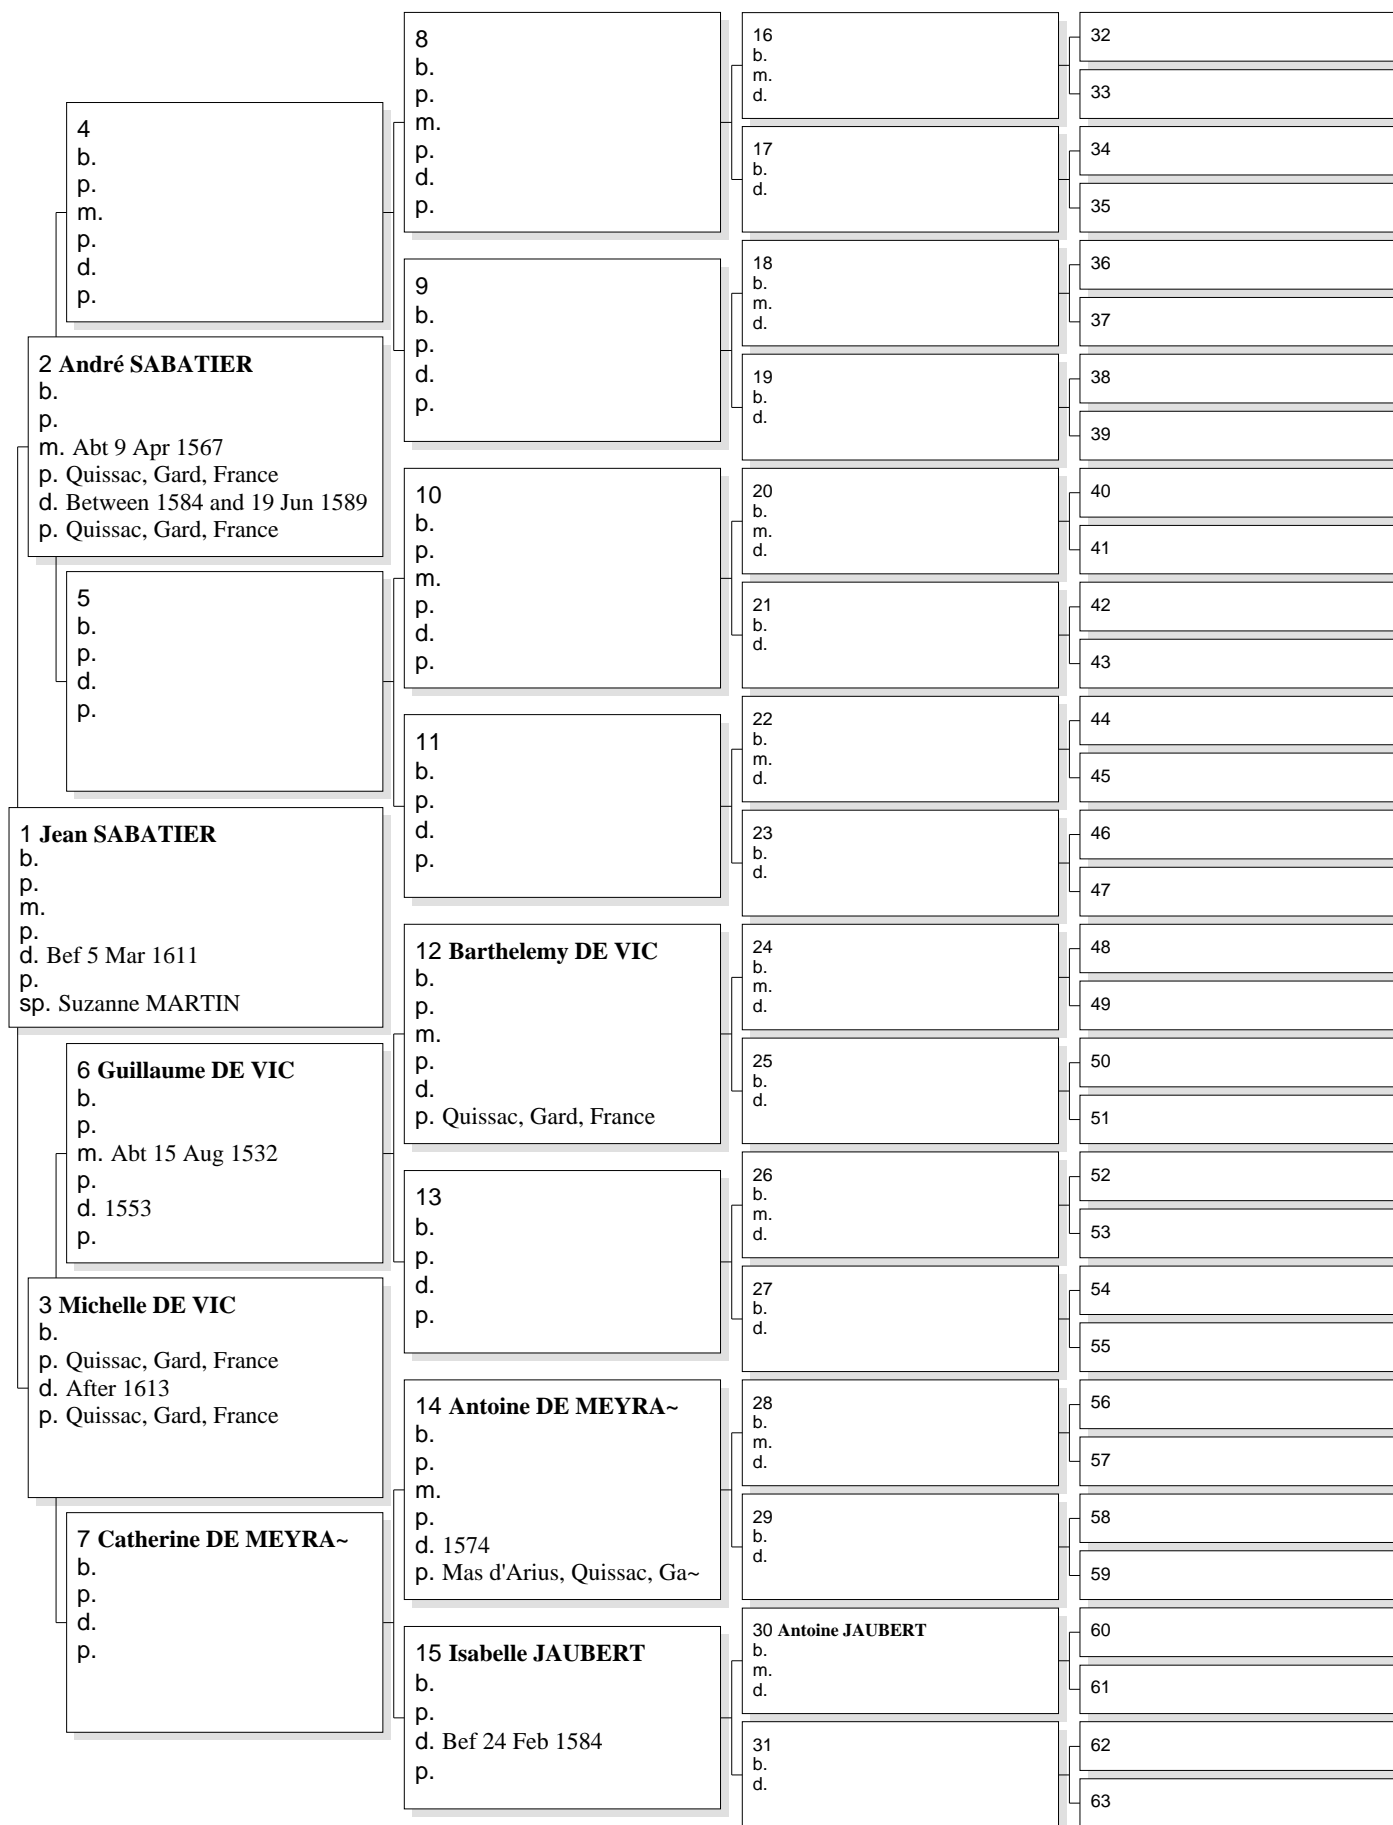 1 Jean SABATIER
b.
p.
m.
p.
d. Bef 5 Mar 1611
p.
sp. Suzanne MARTIN
2 André SABATIER
b.
p.
m. Abt 9 Apr 1567
p. Quissac, Gard, France
d. Between 1584 and 19 Jun 1589
p. Quissac, Gard, France
3 Michelle DE VIC
b.
p. Quissac, Gard, France
d. After 1613
p. Quissac, Gard, France
4
b.
p.
m.
p.
d.
p.
5
b.
p.
d.
p.
6 Guillaume DE VIC
b.
p.
m. Abt 15 Aug 1532
p.
d. 1553
p.
7 Catherine DE MEYRA~
b.
p.
d.
p.
8
b.
p.
m.
p.
d.
p.
9
b.
p.
d.
p.
10
b.
p.
m.
p.
d.
p.
11
b.
p.
d.
p.
12 Barthelemy DE VIC
b.
p.
m.
p.
d.
p. Quissac, Gard, France
13
b.
p.
d.
p.
14 Antoine DE MEYRA~
b.
p.
m.
p.
d. 1574
p. Mas d'Arius, Quissac, Ga~
15 Isabelle JAUBERT
b.
p.
d. Bef 24 Feb 1584
p.
16
b.
m.
d.
17
b.
d.
18
b.
m.
d.
19
b.
d.
20
b.
m.
d.
21
b.
d.
22
b.
m.
d.
23
b.
d.
24
b.
m.
d.
25
b.
d.
26
b.
m.
d.
27
b.
d.
28
b.
m.
d.
29
b.
d.
30 Antoine JAUBERT
b.
m.
d.
31
b.
d.
32
33
34
35
36
37
38
39
40
41
42
43
44
45
46
47
48
49
50
51
52
53
54
55
56
57
58
59
60
61
62
63